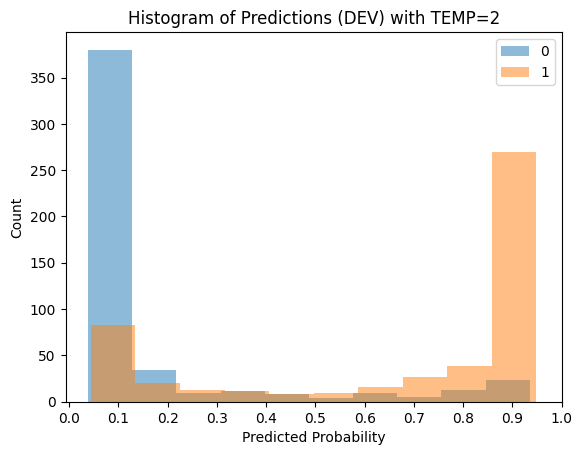 Histogram of Predictions (DEV) with TEMP=2
0
1
350
300
250
200
150
100
50
0
Count
0.0 0.1 0.2 0.3 0.4 0.5 0.6 0.7 0.8 0.9 1.0
Predicted Probability